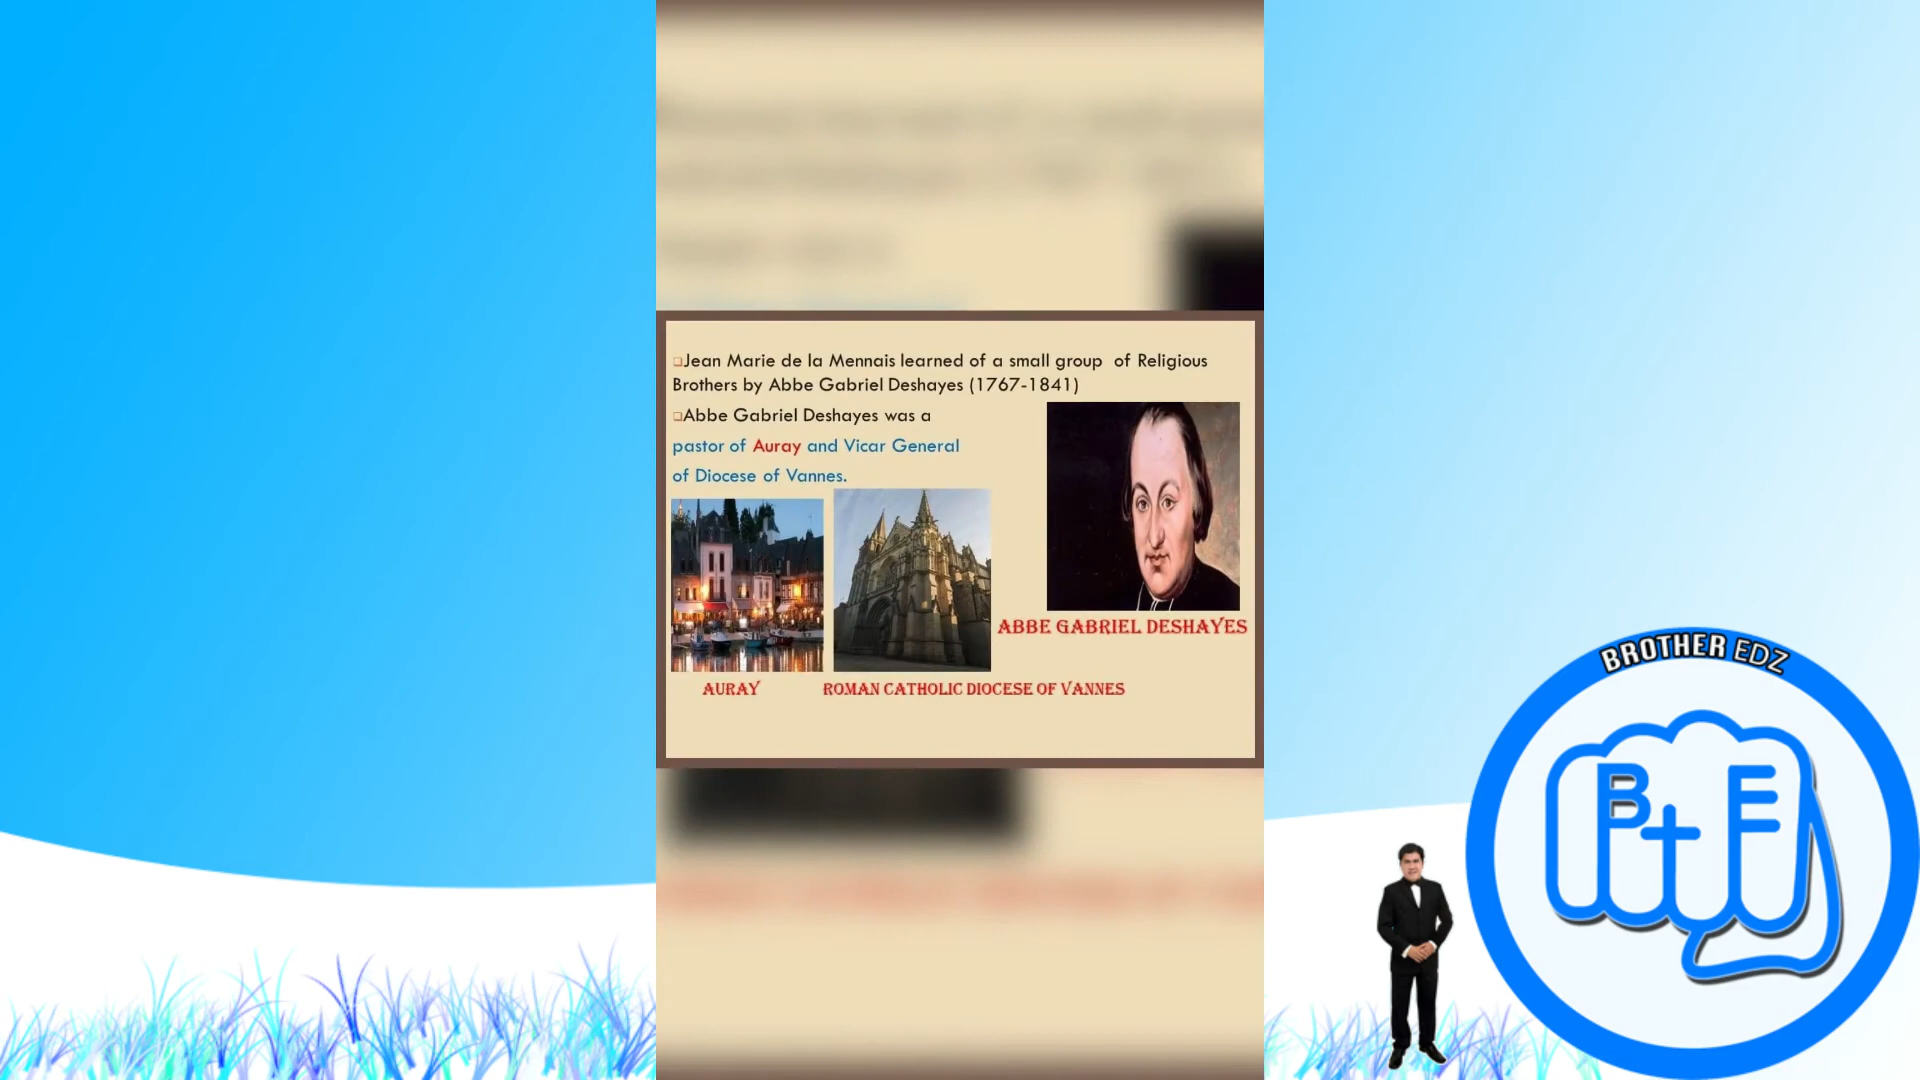 ❑Jean Marie de la Mennais learned of a small group of Religious
Brothers by Abbe Gabriel Deshayes (1767-1841)
❑Abbe Gabriel Deshayes was a
pastor of Auray and Vicar General
of Diocese of Vannes.
ABBE GABRIEL DESHAYES
AURAY
ROMAN CATHOLIC DIOCESE OF VANNES
BROTHER EDZ
B+E